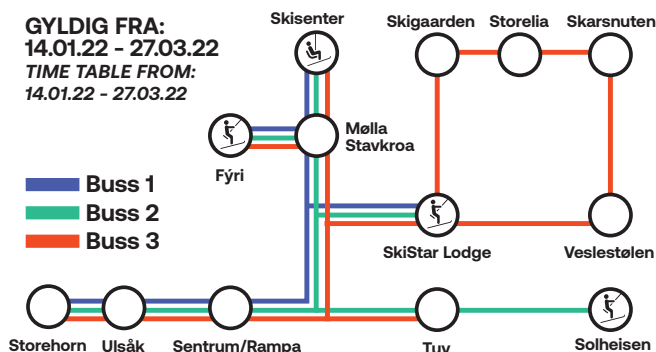 GYLDIG FRA:
14.01.22 - 27.03.22
TIME TABLE FROM:
14.01.22 - 27.03.22
Skisenter
Skigaarden
Storelia
Skarsnuten
Mølla
Stavkroa
Fýri
Buss 1
Buss 2
Buss 3
SkiStar Lodge
Veslestølen
Storehorn
Ulsåk
Sentrum/Rampa
Tuv
Solheisen